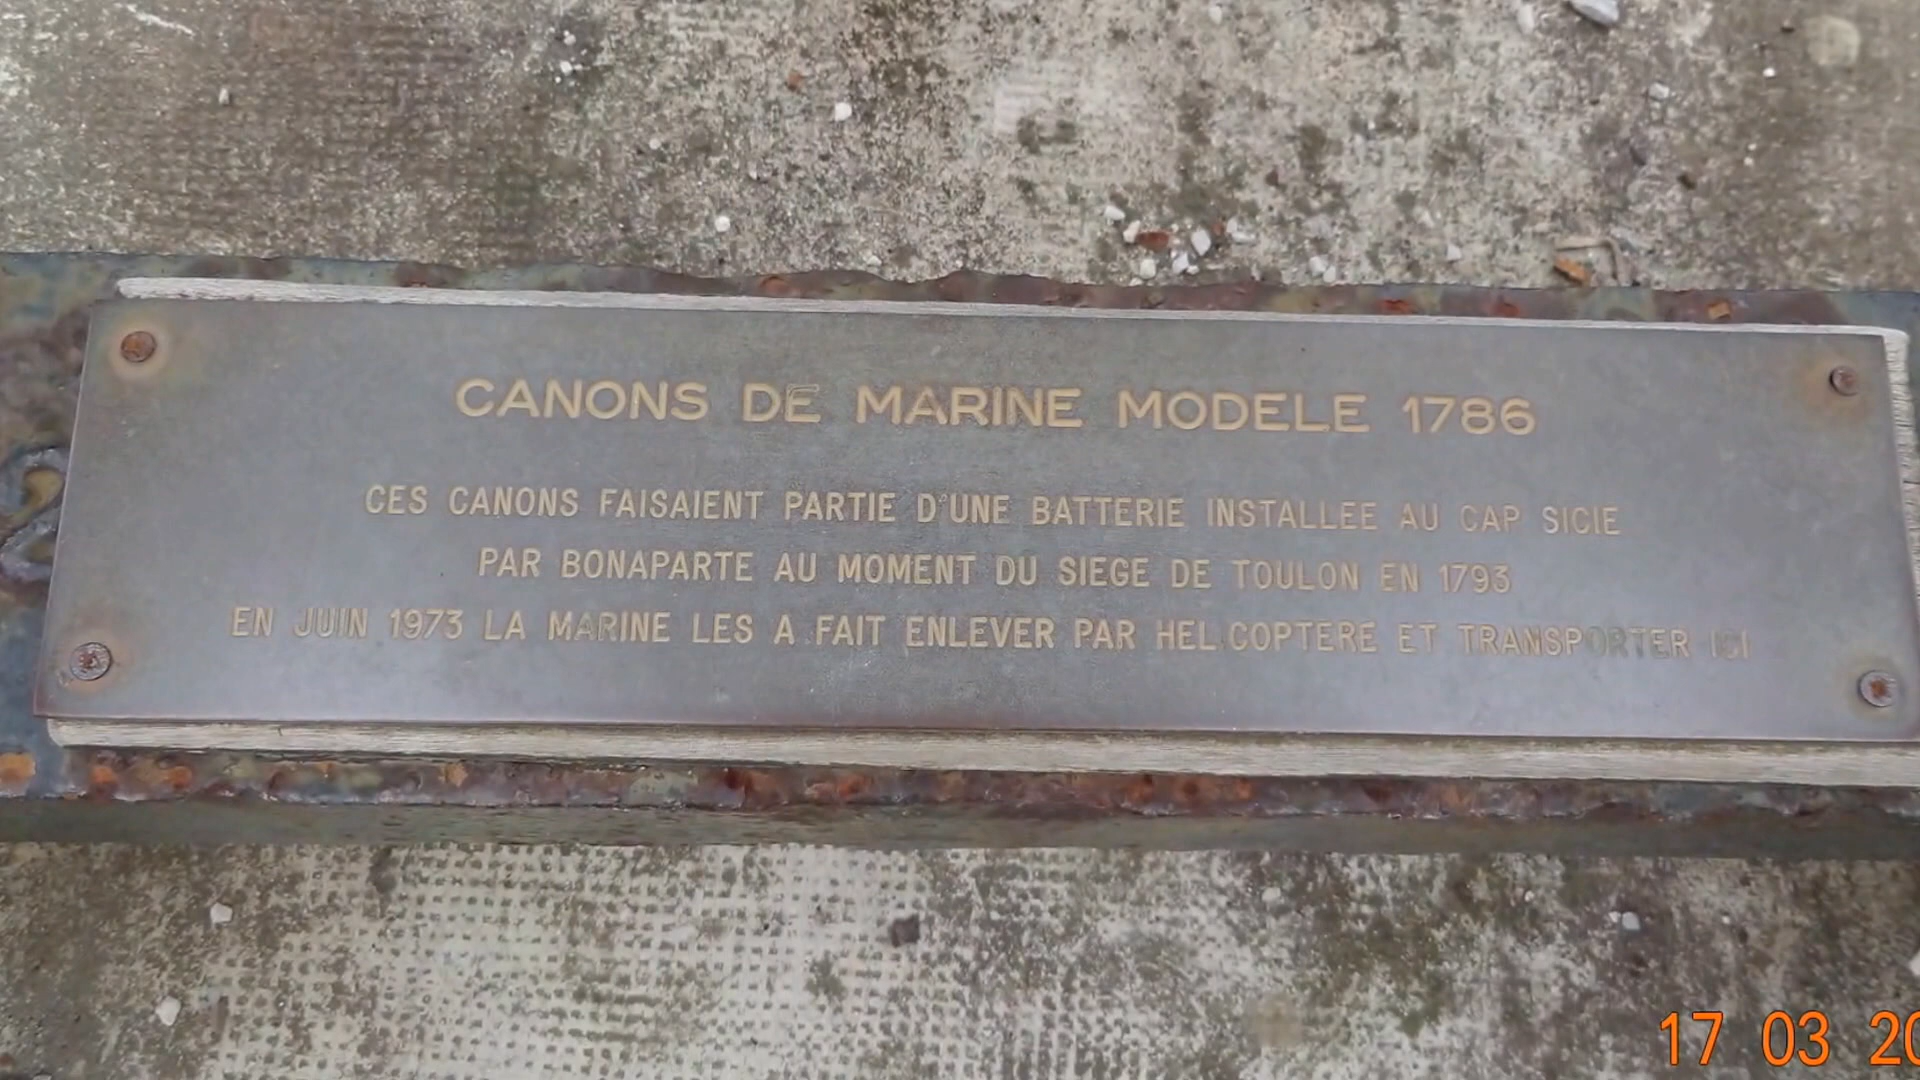 CANONS DE MARINE MODELE 1786
CES CANONS FAISAIENT PARTIE D'UNE BATTERIE INSTALLEE AU CAP SICIE
PAR BONAPARTE AU MOMENT DU SIEGE DE TOULON EN 1793
EN JUIN 1973 LA MARINE LES A FAIT ENLEVER PAR HELICOPTERE ET TRANSPORTER ICI
17 03 20